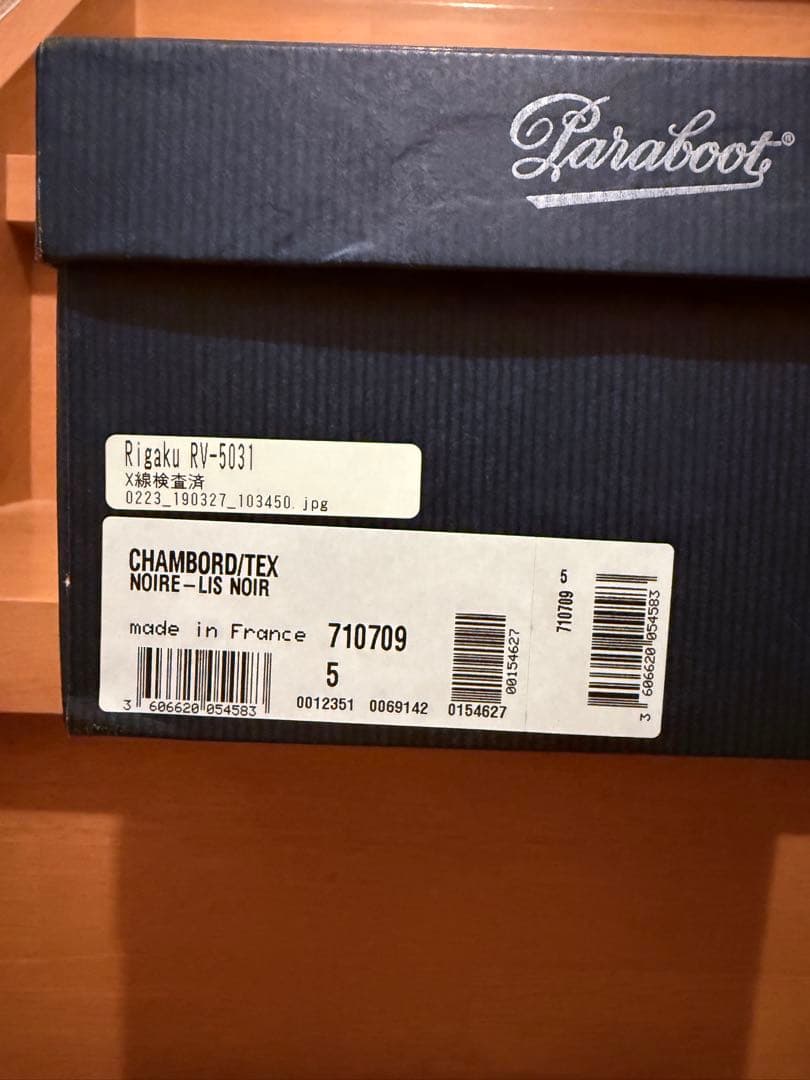 Paraboot®
Rigaku RV-5031
X線検査済
0223_190327_103450.jpg
CHAMBORD/TEX
NOIRE-LIS NOIR
made in France 710709
5
3 606620 054583
0012351 0069142 0154627
00154627
5
710709
3 606620 054583